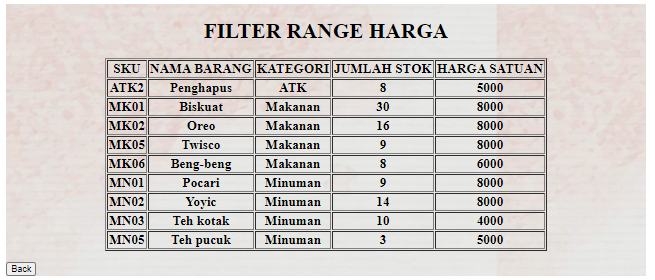 FILTER RANGE HARGA
SKU NAMA BARANG KATEGORI JUMLAH STOK HARGA SATUAN
ATK2 Penghapus ATK 8 5000
MK01 Biskuat Makanan 30 8000
MK02 Oreo Makanan 16 8000
MK05 Twisco Makanan 9 8000
MK06 Beng-beng Makanan 8 6000
MN01 Pocari Minuman 9 8000
MN02 Yoyic Minuman 14 8000
MN03 Teh kotak Minuman 10 4000
MN05 Teh pucuk Minuman 3 5000
Back